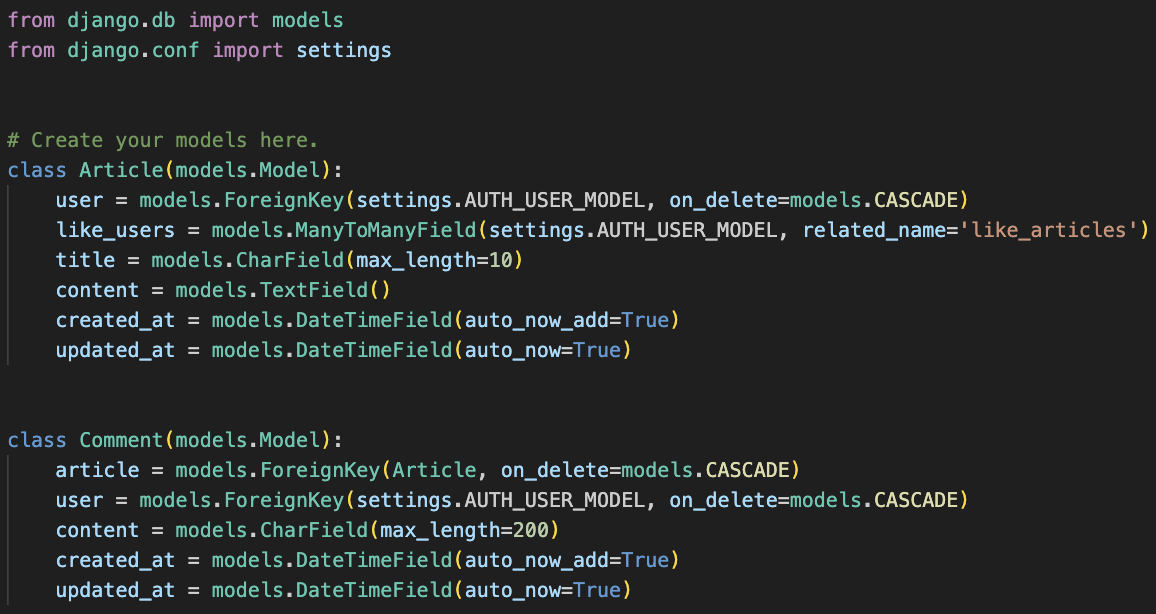 from django.db import models
from django.conf import settings
# Create your models here.
class Article(models.Model):
    user = models.ForeignKey(settings.AUTH_USER_MODEL, on_delete=models.CASCADE)
    like_users = models.ManyToManyField(settings.AUTH_USER_MODEL, related_name='like_articles')
    title = models.CharField(max_length=10)
    content = models.TextField()
    created_at = models.DateTimeField(auto_now_add=True)
    updated_at = models.DateTimeField(auto_now=True)
class Comment(models.Model):
    article = models.ForeignKey(Article, on_delete=models.CASCADE)
    user = models.ForeignKey(settings.AUTH_USER_MODEL, on_delete=models.CASCADE)
    content = models.CharField(max_length=200)
    created_at = models.DateTimeField(auto_now_add=True)
    updated_at = models.DateTimeField(auto_now=True)